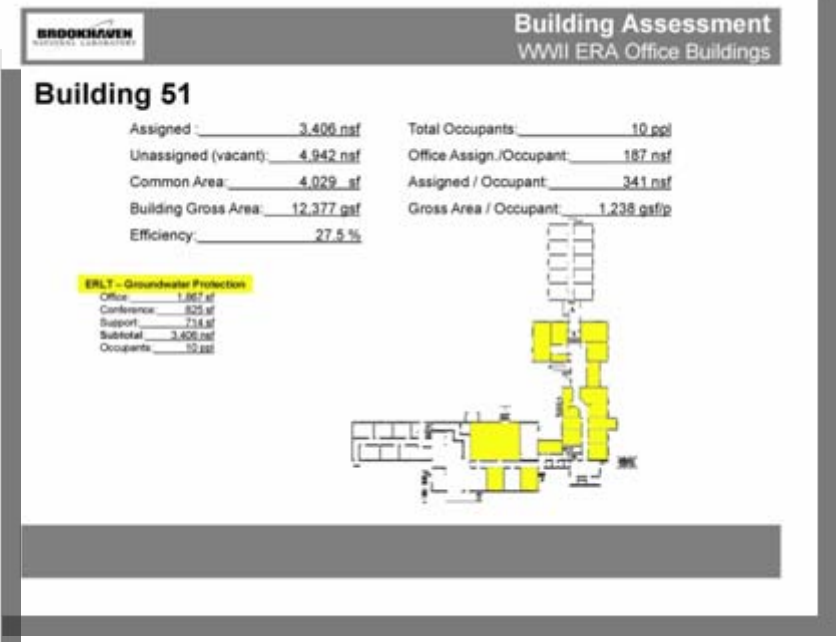 BROOKHAVEN
NATIONAL LABORATORY
Building Assessment
WWII ERA Office Buildings
Building 51
Assigned : 3,406 nsf
Unassigned (vacant): 4,942 nsf
Common Area: 4,029 sf
Building Gross Area: 12,377 gsf
Efficiency: 27.5 %
Total Occupants: 10 ppl
Office Assign./Occupant: 187 nsf
Assigned / Occupant: 341 nsf
Gross Area / Occupant: 1,238 gsf/p
ERLT – Groundwater Protection
Office: 1,867 sf
Conference: 825 sf
Support: 714 sf
Subtotal 3,406 nsf
Occupants: 10 ppl